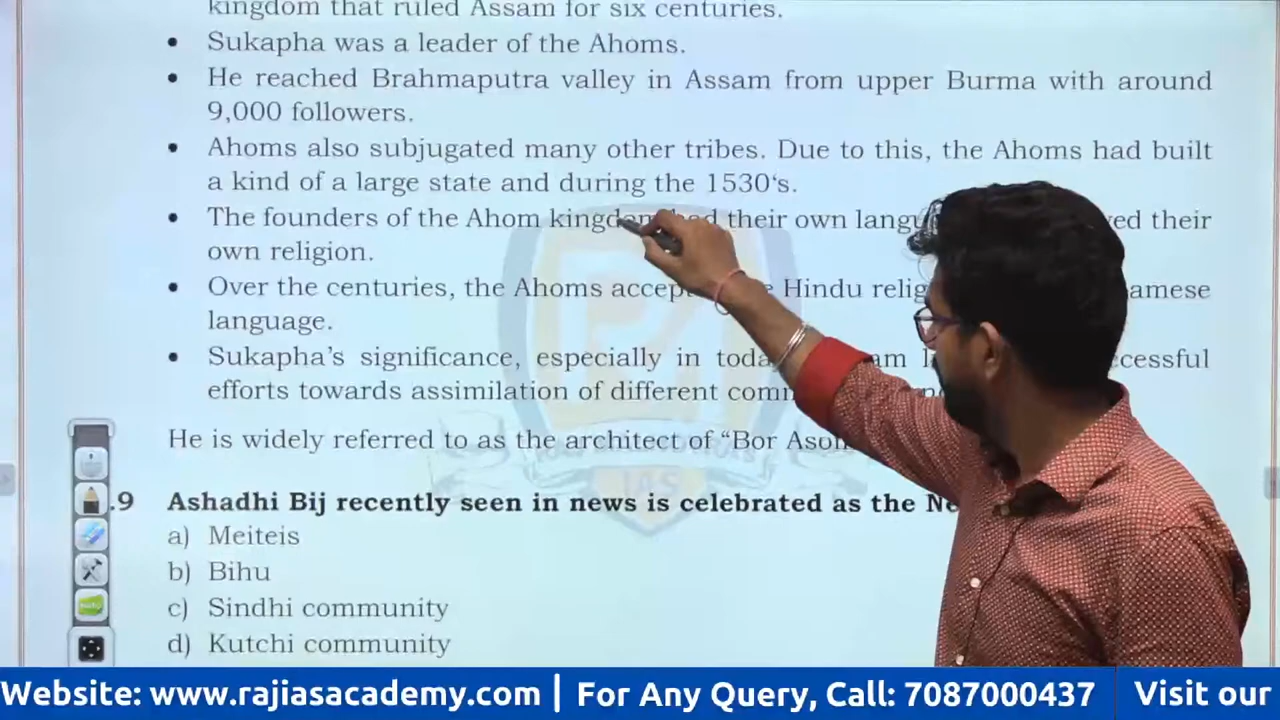 kingdom that ruled Assam for six centuries.
• Sukapha was a leader of the Ahoms.
• He reached Brahmaputra valley in Assam from upper Burma with around
9,000 followers.
• Ahoms also subjugated many other tribes. Due to this, the Ahoms had built
a kind of a large state and during the 1530‘s.
• The founders of the Ahom their own their
own religion.
• Over the centuries, the Ahoms Hindu
language.
• Sukapha’s significance, especially in
efforts towards assimilation of different
He is widely referred to as the architect of “Bor
.9 Ashadhi Bij recently seen in news is celebrated as the
a) Meiteis
b) Bihu
c) Sindhi community
d) Kutchi community
IAS
Website: www.rajiasacademy.com | For Any Query, Call: 7087000437 Visit our